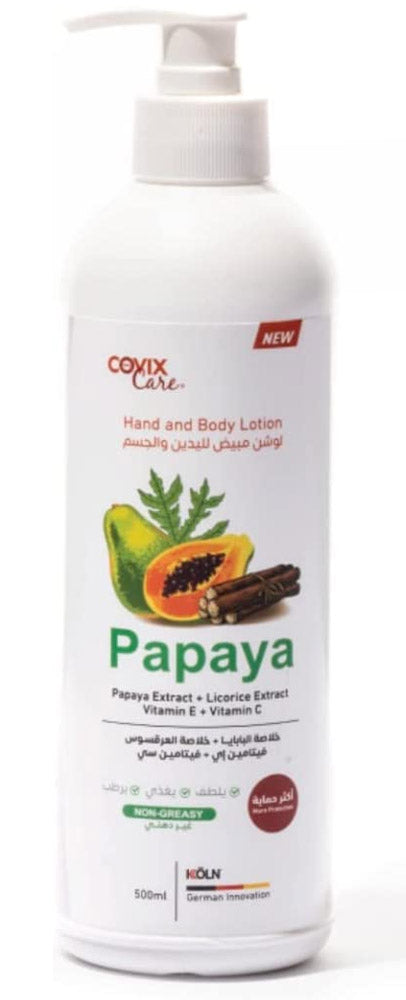 NEW
COVIX
Care
Hand and Body Lotion
لوشن مبيض لليدين والجسم
Papaya
Papaya Extract + Licorice Extract
Vitamin E + Vitamin C
خلاصة البابايا + خلاصة العرقسوس
فيتامين إي + فيتامين سي
يلطف يغذي يرطب
أكثر حماية
More Protection
NON-GREASY
غير دهني
500ml
KÖLN
German Innovation